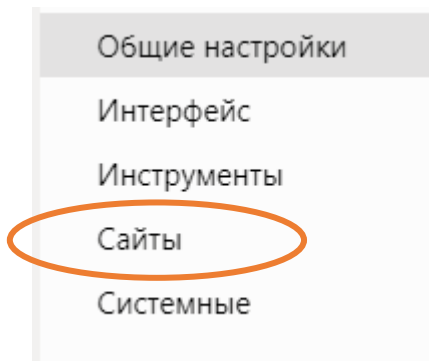 Общие настройки
Интерфейс
Инструменты
Сайты
Системные